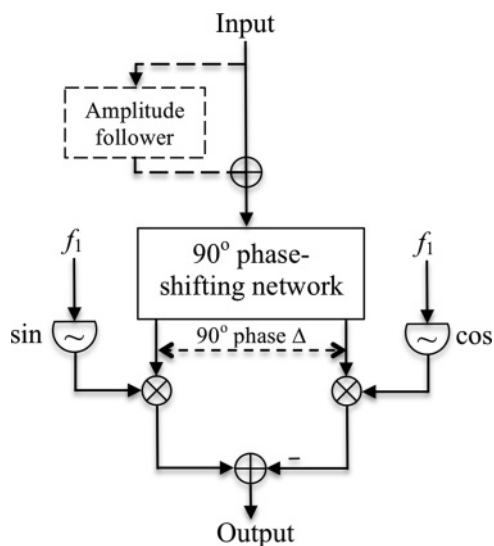 Input
Amplitude
follower
90° phase-
shifting network
f₁
f₁
sin
90° phase Δ
cos
~
~
–
Output